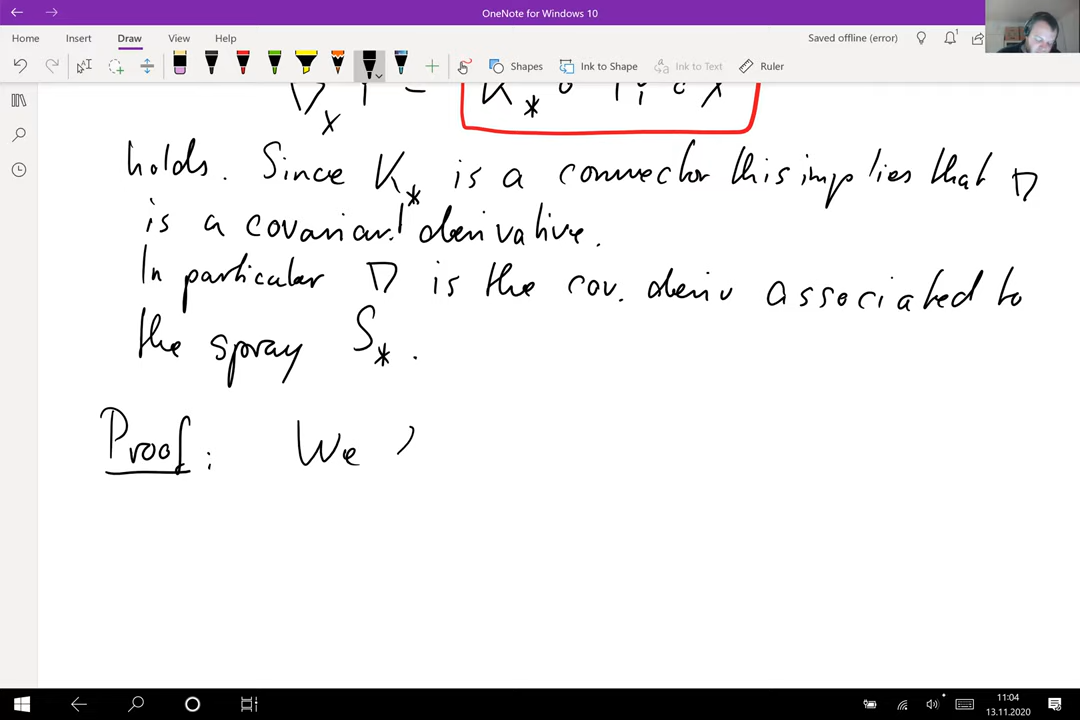 OneNote for Windows 10
Home Insert Draw View Help
Saved offline (error)
Shapes Ink to Shape Ink to Text Ruler
holds. Since K_* is a connector this implies that ∇
is a covariant derivative.
In particular ∇ is the cov. deriv associated to
the spray S_*.
Proof: We
11:04
13.11.2020